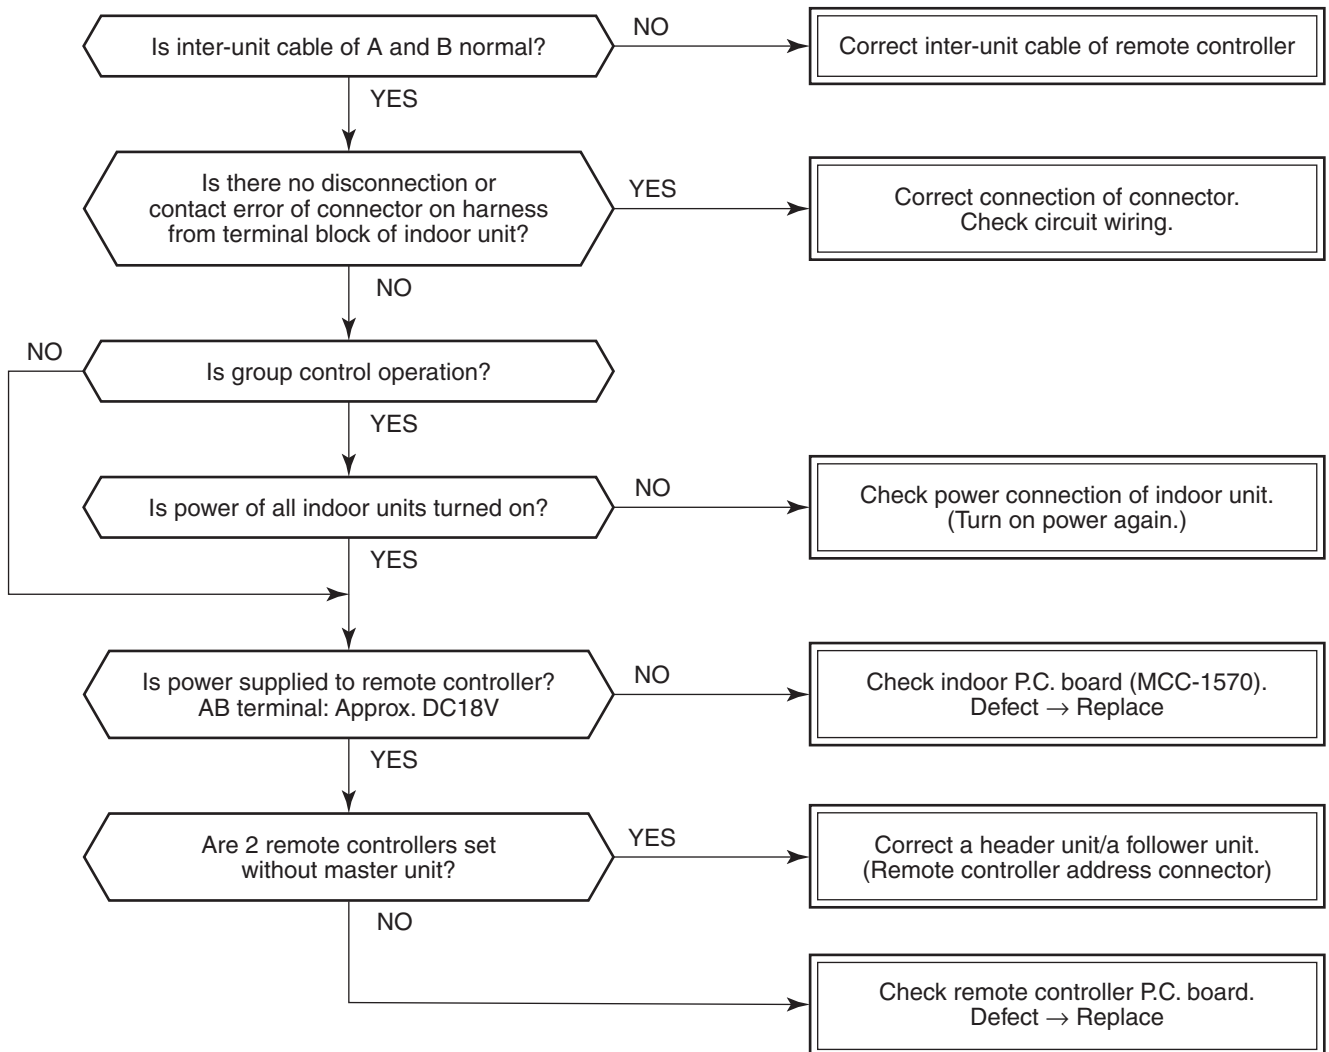 Is inter-unit cable of A and B normal?
NO
Correct inter-unit cable of remote controller
YES
Is there no disconnection or
contact error of connector on harness
from terminal block of indoor unit?
YES
Correct connection of connector.
Check circuit wiring.
NO
NO
Is group control operation?
YES
Is power of all indoor units turned on?
NO
Check power connection of indoor unit.
(Turn on power again.)
YES
Is power supplied to remote controller?
AB terminal: Approx. DC18V
NO
Check indoor P.C. board (MCC-1570).
Defect → Replace
YES
Are 2 remote controllers set
without master unit?
YES
Correct a header unit/a follower unit.
(Remote controller address connector)
NO
Check remote controller P.C. board.
Defect → Replace